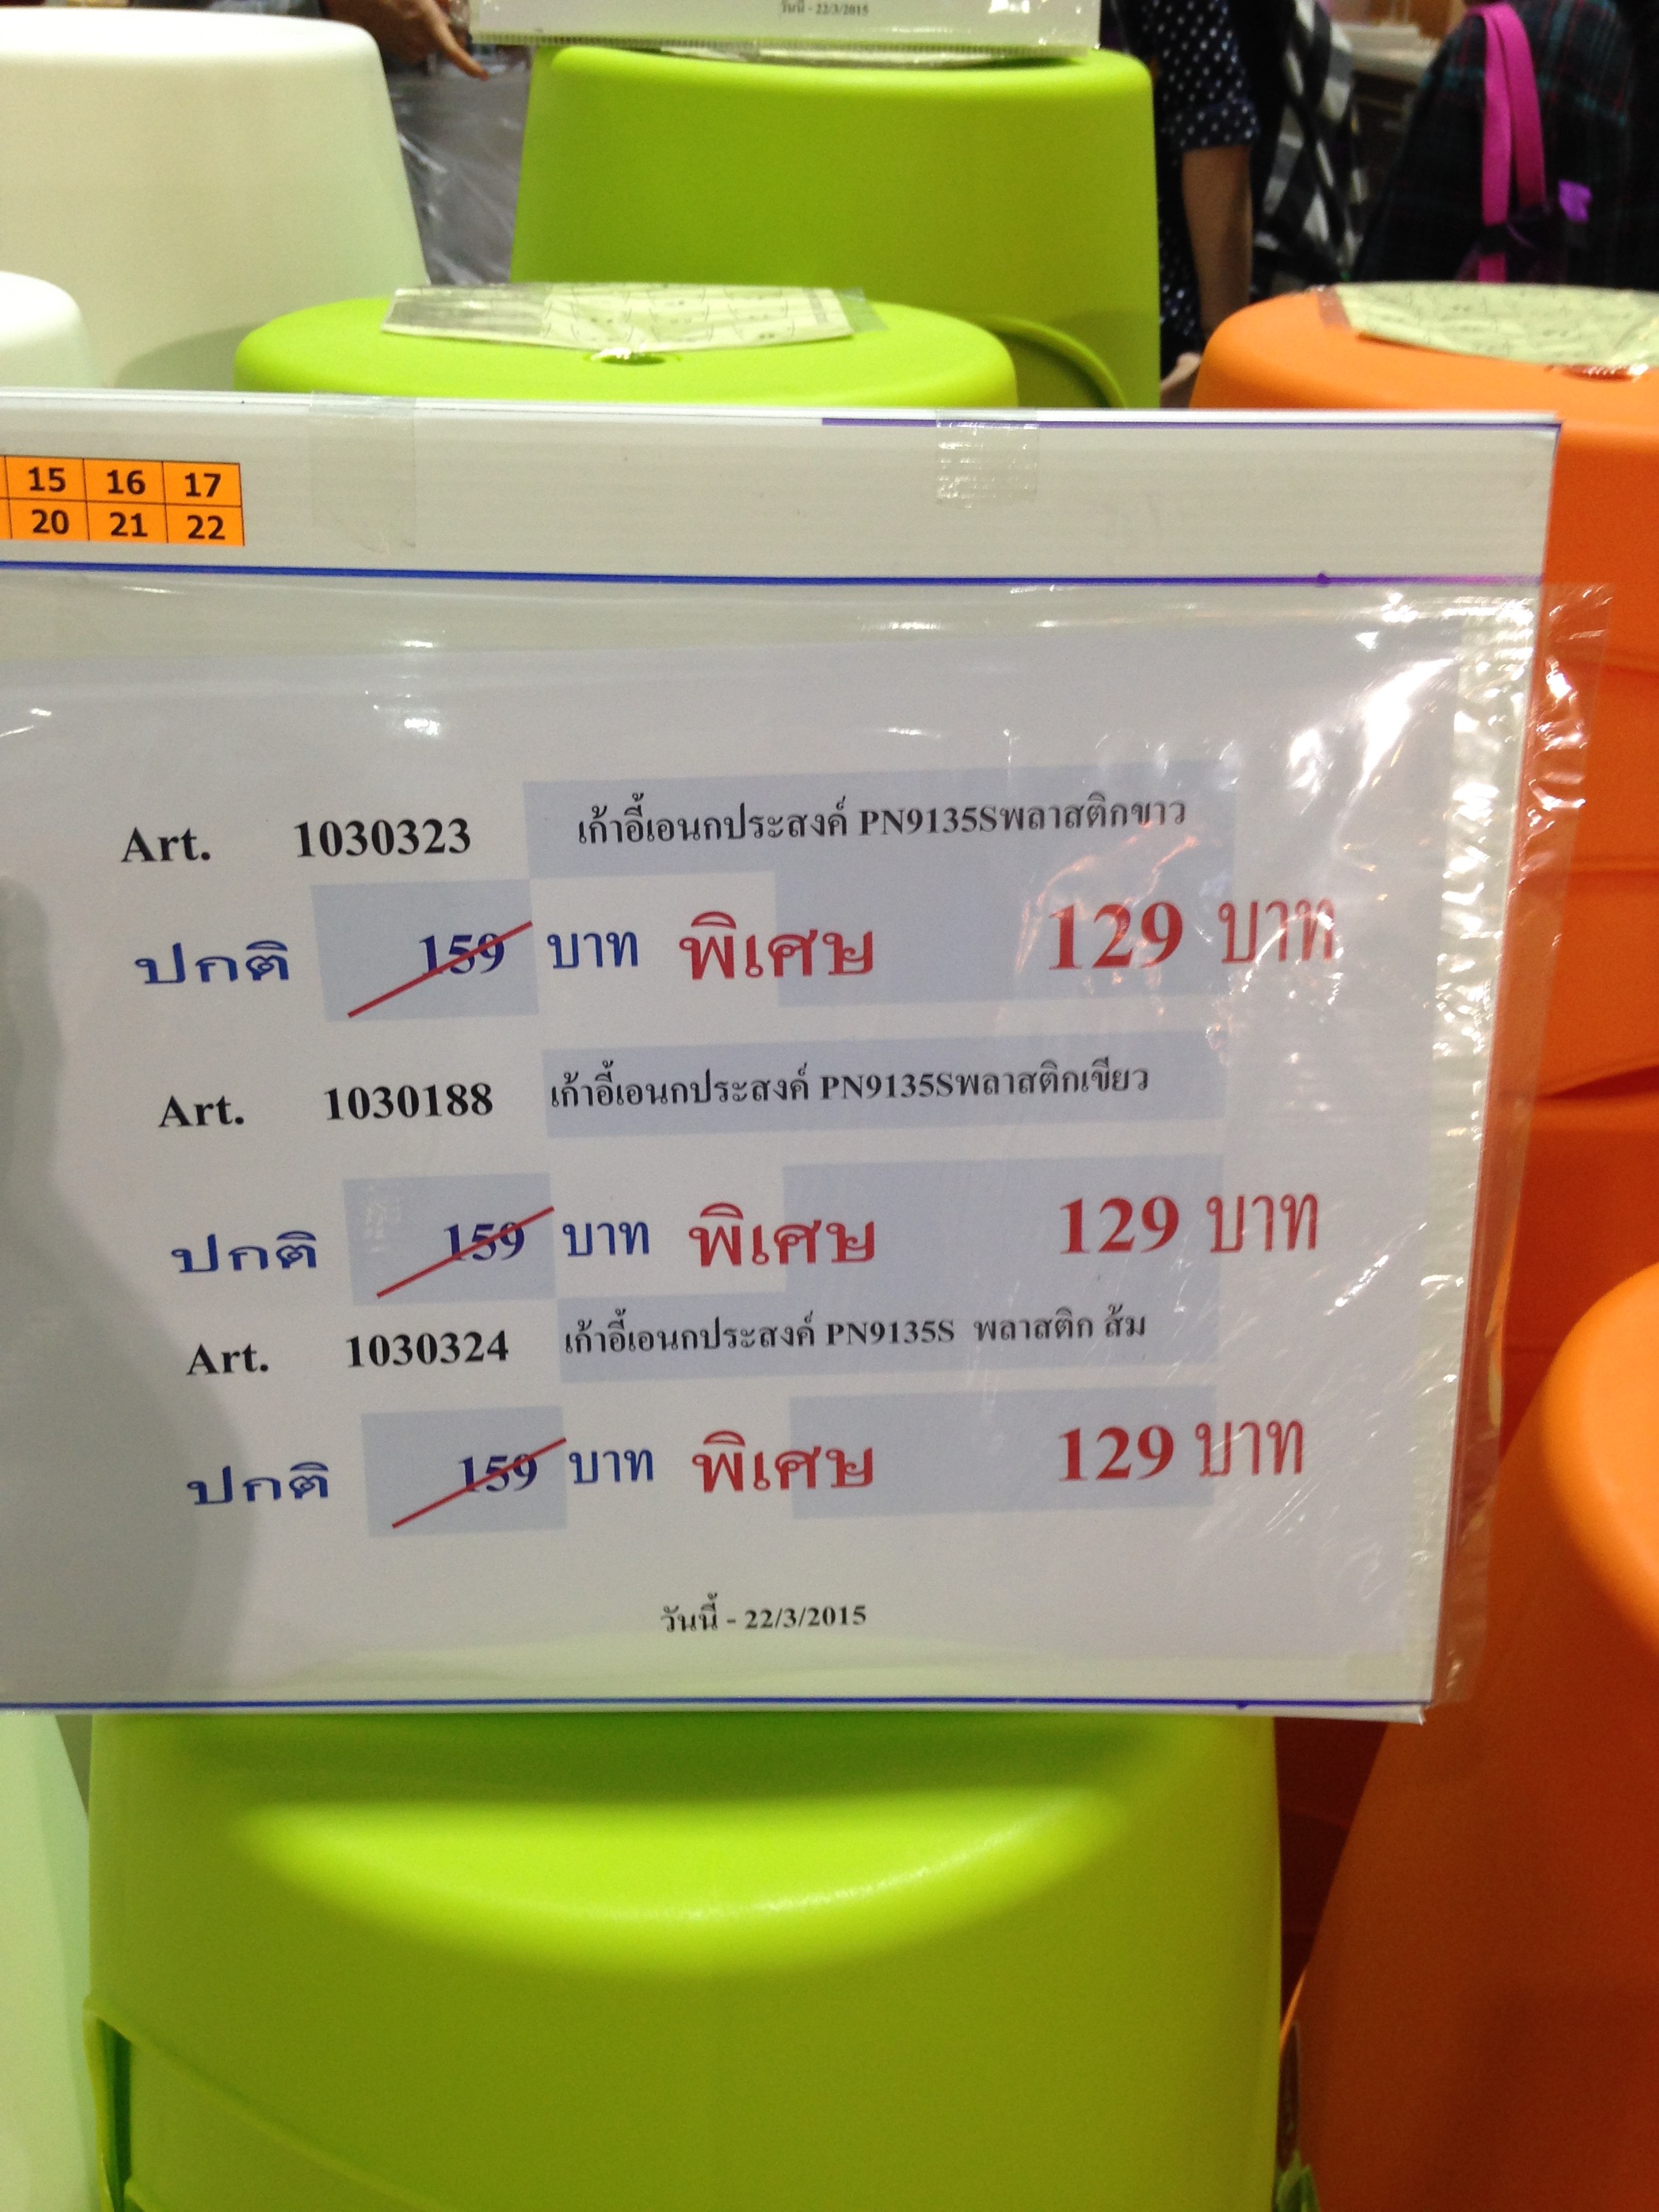 วันนี้ - 22/3/2015
15 16 17
20 21 22
Art. 1030323 เก้าอี้เอนกประสงค์ PN9135Sพลาสติกขาว
ปกติ 159 บาท พิเศษ 129 บาท
Art. 1030188 เก้าอี้เอนกประสงค์ PN9135Sพลาสติกเขียว
ปกติ 159 บาท พิเศษ 129 บาท
Art. 1030324 เก้าอี้เอนกประสงค์ PN9135S พลาสติก ส้ม
ปกติ 159 บาท พิเศษ 129 บาท
วันนี้ - 22/3/2015